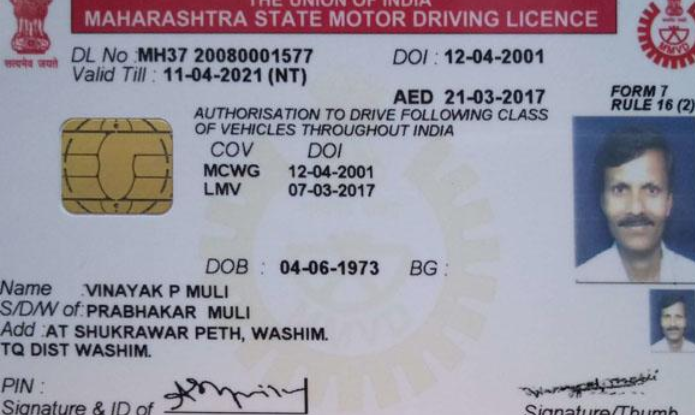 THE UNION OF INDIA
MAHARASHTRA STATE MOTOR DRIVING LICENCE
सत्यमेव जयते
DL No :MH37 20080001577 DOI : 12-04-2001
Valid Till : 11-04-2021 (NT)
AED 21-03-2017
FORM 7
RULE 16 (2)
AUTHORISATION TO DRIVE FOLLOWING CLASS
OF VEHICLES THROUGHOUT INDIA
COV DOI
MCWG 12-04-2001
LMV 07-03-2017
DOB : 04-06-1973 BG :
Name :VINAYAK P MULI
S/D/W of:PRABHAKAR MULI
Add :AT SHUKRAWAR PETH, WASHIM.
TQ DIST WASHIM.
PIN :
Signature & ID of
Signature/Thumb